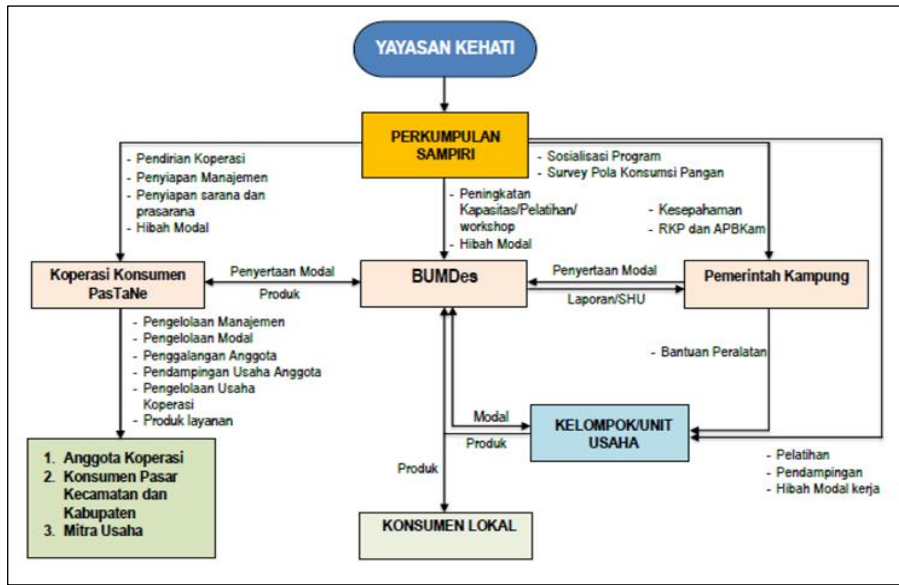 YAYASAN KEHATI
PERKUMPULAN
SAMPIRI
- Pendirian Koperasi
- Penyiapan Manajemen
- Penyiapan sarana dan
prasarana
- Hibah Modal
- Peningkatan
Kapasitas/Pelatihan/
workshop
- Hibah Modal
- Sosialisasi Program
- Survey Pola Konsumsi Pangan
- Kesepahaman
- RKP dan APBKam
Koperasi Konsumen
PasTaNe
Penyertaan Modal
Produk
BUMDes
Penyertaan Modal
Laporan/SHU
Pemerintah Kampung
- Pengelolaan Manajemen
- Pengelolaan Modal
- Penggalangan Anggota
- Pendampingan Usaha Anggota
- Pengelolaan Usaha
Koperasi
- Produk layanan
- Bantuan Peralatan
Modal
Produk
KELOMPOK/UNIT
USAHA
1. Anggota Koperasi
2. Konsumen Pasar
Kecamatan dan
Kabupaten
3. Mitra Usaha
Produk
- Pelatihan
- Pendampingan
- Hibah Modal kerja
KONSUMEN LOKAL